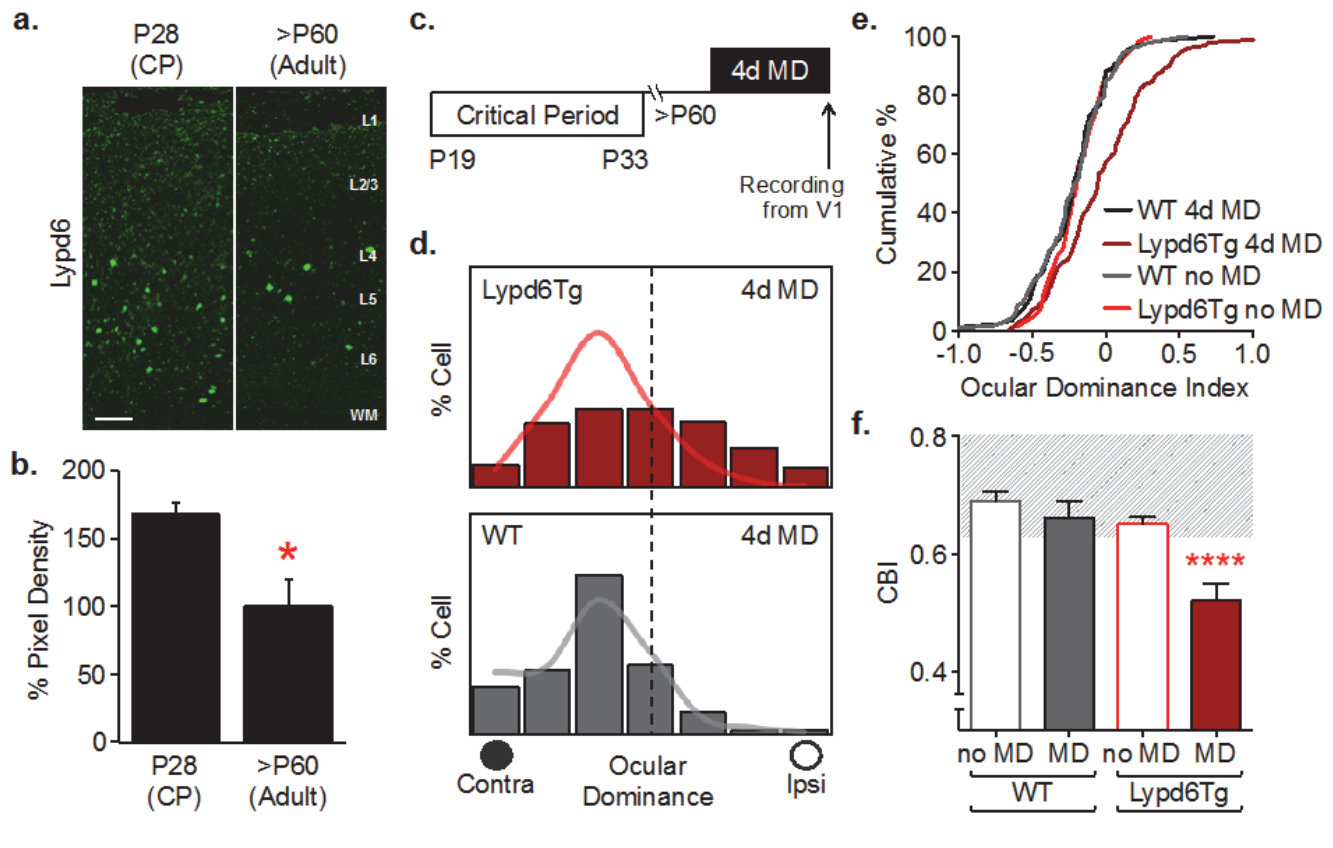 a.
P28
(CP)
>P60
(Adult)
Lypd6
L1
L2/3
L4
L5
L6
WM
b.
% Pixel Density
200
150
100
50
0
*
P28
(CP)
>P60
(Adult)
c.
4d MD
Critical Period
>P60
P19
P33
Recording
from V1
d.
Lypd6Tg
4d MD
% Cell
WT
4d MD
% Cell
Contra
Ocular
Dominance
Ipsi
e.
Cumulative %
100
80
60
40
20
0
WT 4d MD
Lypd6Tg 4d MD
WT no MD
Lypd6Tg no MD
-1.0
-0.5
0
0.5
1.0
Ocular Dominance Index
f.
CBI
0.8
0.6
0.4
****
no MD
MD
no MD
MD
WT
Lypd6Tg